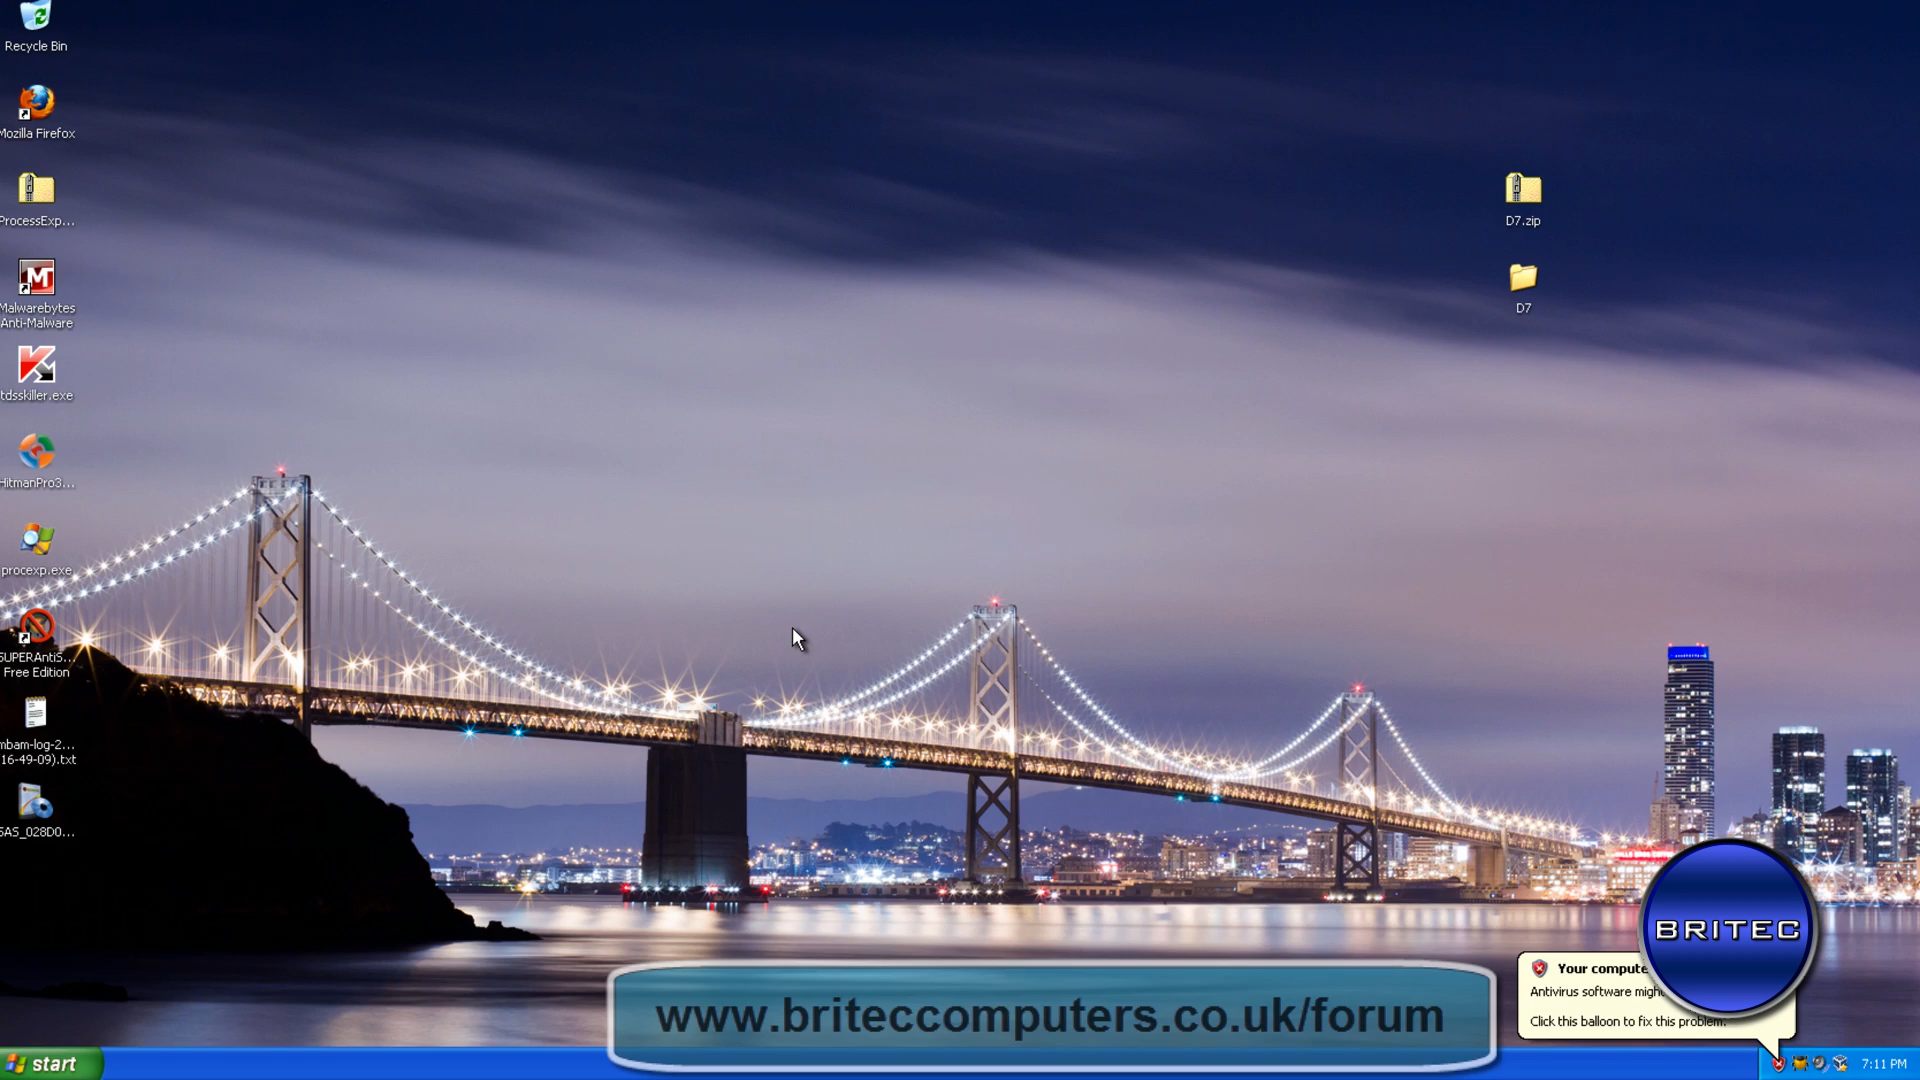 Recycle Bin
Mozilla Firefox
ProcessExp...
D7.zip
Malwarebytes
Anti-Malware
D7
tdsskiller.exe
HitmanPro3...
procexp.exe
SUPERAntiS...
Free Edition
mbam-log-2...
16-49-09).txt
SAS_028D0...
BRITEC
Your compute
Antivirus software migh
Click this balloon to fix this problem.
www.briteccomputers.co.uk/forum
start
7:11 PM